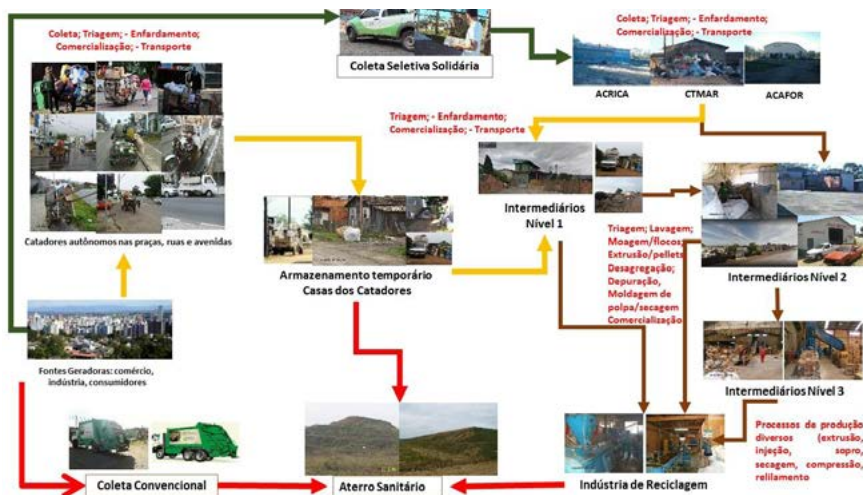 Coleta; Triagem; - Enfardamento;
Comercialização; - Transporte
Coleta Seletiva Solidária
Coleta; Triagem; - Enfardamento;
Comercialização; - Transporte
ACRICA
CTMAR
ACAFOR
Triagem; - Enfardamento;
Comercialização; - Transporte
Catadores autônomos nas praças, ruas e avenidas
Intermediários
Nível 1
Armazenamento temporário
Casas dos Catadores
Triagem; Lavagem;
Moagem/flocos;
Extrusão/pellets
Desagregação;
Depuração,
Moldagem de
polpa/secagem
Comercialização
Intermediários Nível 2
Fontes Geradoras: comércio,
indústria, consumidores
Intermediários Nível 3
Processos de produção
diversos (extrusão,
injeção, sopro,
secagem, compressão,
relilamento
Coleta Convencional
Aterro Sanitário
Indústria de Reciclagem